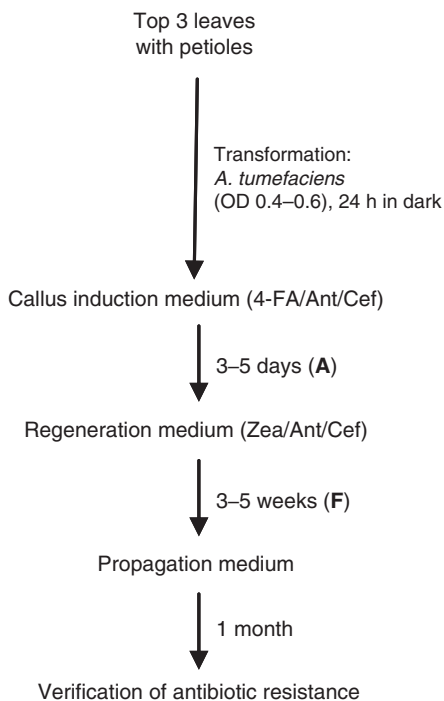 Top 3 leaves
with petioles
Transformation:
A. tumefaciens
(OD 0.4–0.6), 24 h in dark
Callus induction medium (4-FA/Ant/Cef)
3–5 days (A)
Regeneration medium (Zea/Ant/Cef)
3–5 weeks (F)
Propagation medium
1 month
Verification of antibiotic resistance